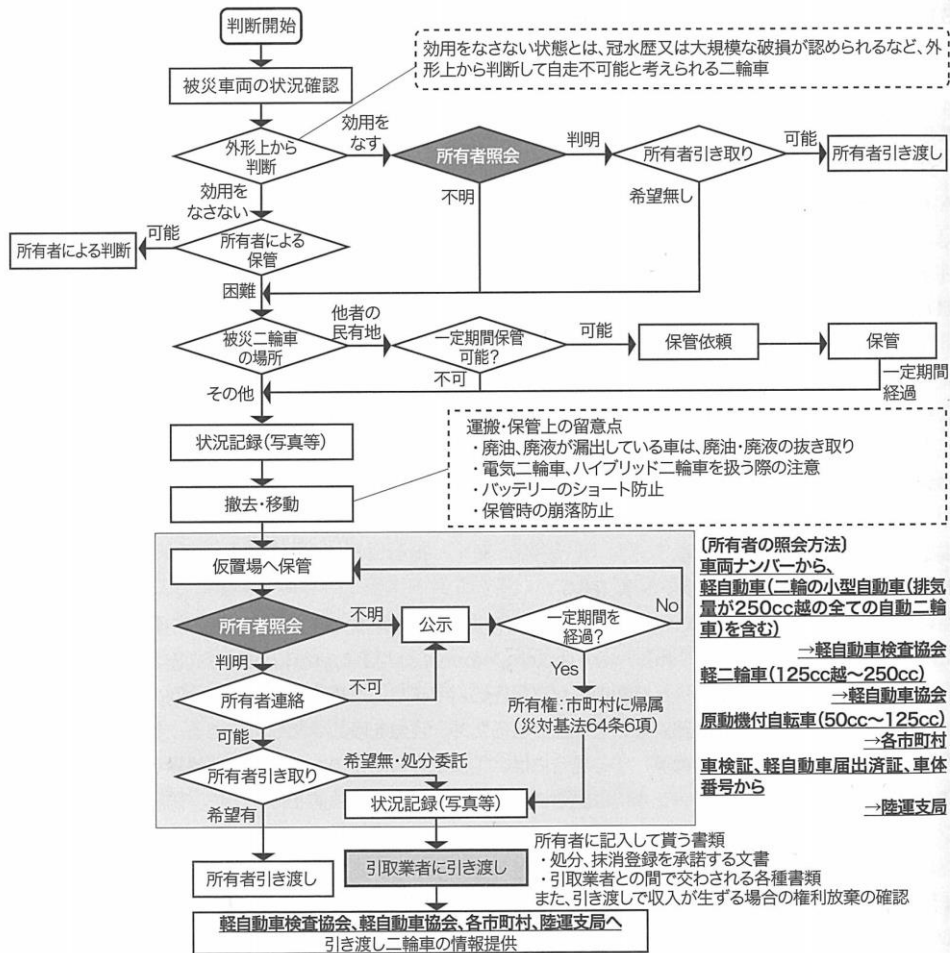 判断開始
効用をなさない状態とは、冠水歴又は大規模な破損が認められるなど、外
形上から判断して自走不可能と考えられる二輪車
被災車両の状況確認
外形上から
判断
効用を
なす
所有者照会
判明
所有者引き取り
可能
所有者引き渡し
効用を
なさない
不明
希望無し
所有者による判断
可能
所有者による
保管
困難
被災二輪車
の場所
他者の
民有地
一定期間保管
可能?
可能
保管依頼
保管
不可
一定期間
経過
その他
状況記録(写真等)
撤去・移動
運搬・保管上の留意点
・廃油、廃液が漏出している車は、廃油・廃液の抜き取り
・電気二輪車、ハイブリッド二輪車を扱う際の注意
・バッテリーのショート防止
・保管時の崩落防止
仮置場へ保管
所有者照会
不明
公示
一定期間を
経過?
No
判明
所有者連絡
不可
Yes
所有権:市町村に帰属
(災対基法64条6項)
可能
所有者引き取り
希望無・処分委託
状況記録(写真等)
希望有
〔所有者の照会方法〕
車両ナンバーから、
軽自動車(二輪の小型自動車(排気
量が250cc越の全ての自動二輪
車)を含む)
→軽自動車検査協会
軽二輪車(125cc越~250cc)
→軽自動車協会
原動機付自転車(50cc~125cc)
→各市町村
車検証、軽自動車届出済証、車体
番号から
→陸運支局
所有者引き渡し
引取業者に引き渡し
所有者に記入して貰う書類
・処分、抹消登録を承諾する文書
・引取業者との間で交わされる各種書類
また、引き渡しで収入が生ずる場合の権利放棄の確認
軽自動車検査協会、軽自動車協会、各市町村、陸運支局へ
引き渡し二輪車の情報提供